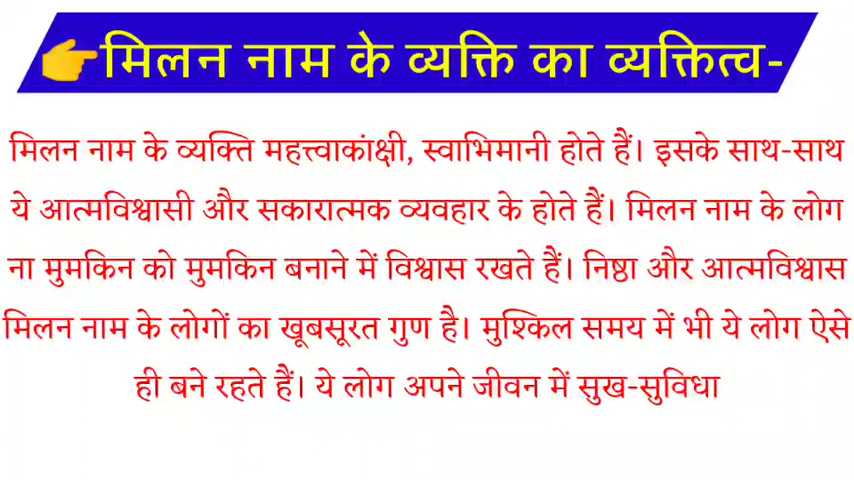 👉मिलन नाम के व्यक्ति का व्यक्तित्व-
मिलन नाम के व्यक्ति महत्त्वाकांक्षी, स्वाभिमानी होते हैं। इसके साथ-साथ
ये आत्मविश्वासी और सकारात्मक व्यवहार के होते हैं। मिलन नाम के लोग
ना मुमकिन को मुमकिन बनाने में विश्वास रखते हैं। निष्ठा और आत्मविश्वास
मिलन नाम के लोगों का खूबसूरत गुण है। मुश्किल समय में भी ये लोग ऐसे
ही बने रहते हैं। ये लोग अपने जीवन में सुख-सुविधा